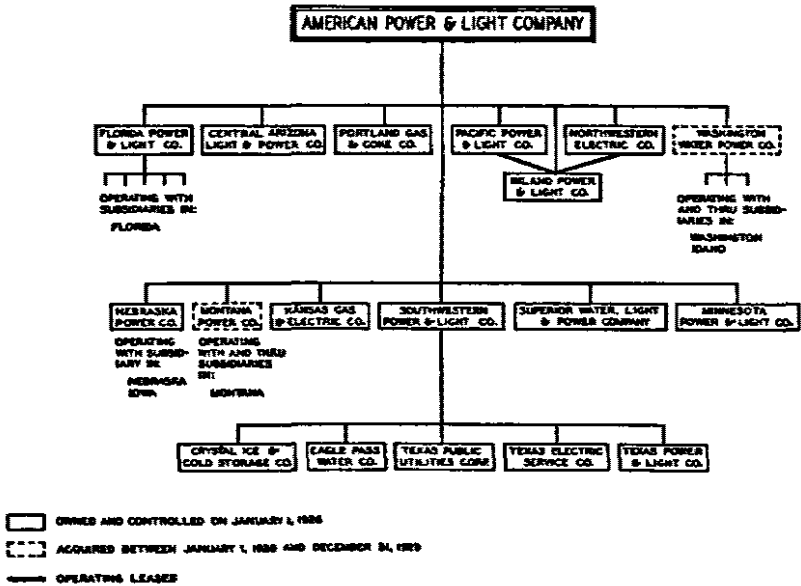 AMERICAN POWER & LIGHT COMPANY
FLORIDA POWER
& LIGHT CO.
CENTRAL ARIZONA
LIGHT & POWER CO.
PORTLAND GAS
& COKE CO.
PACIFIC POWER
& LIGHT CO.
NORTHWESTERN
ELECTRIC CO.
WASHINGTON
WATER POWER CO.
INLAND POWER
& LIGHT CO.
OPERATING WITH
SUBSIDIARIES IN:
FLORIDA
OPERATING WITH
AND THRU SUBSID-
IARIES IN:
WASHINGTON
IDAHO
NEBRASKA
POWER CO.
MONTANA
POWER CO.
KANSAS GAS
& ELECTRIC CO.
SOUTHWESTERN
POWER & LIGHT CO.
SUPERIOR WATER, LIGHT
& POWER COMPANY
MINNESOTA
POWER & LIGHT CO.
OPERATING
WITH SUBSID-
IARY IN:
NEBRASKA
IOWA
OPERATING
WITH AND THRU
SUBSIDIARIES
IN:
MONTANA
CRYSTAL ICE &
COLD STORAGE CO.
EAGLE PASS
WATER CO.
TEXAS PUBLIC
UTILITIES CORP.
TEXAS ELECTRIC
SERVICE CO.
TEXAS POWER
& LIGHT CO.
OWNED AND CONTROLLED ON JANUARY 1,
ACQUIRED BETWEEN JANUARY 1, AND DECEMBER 31, 1929
OPERATING LEASES